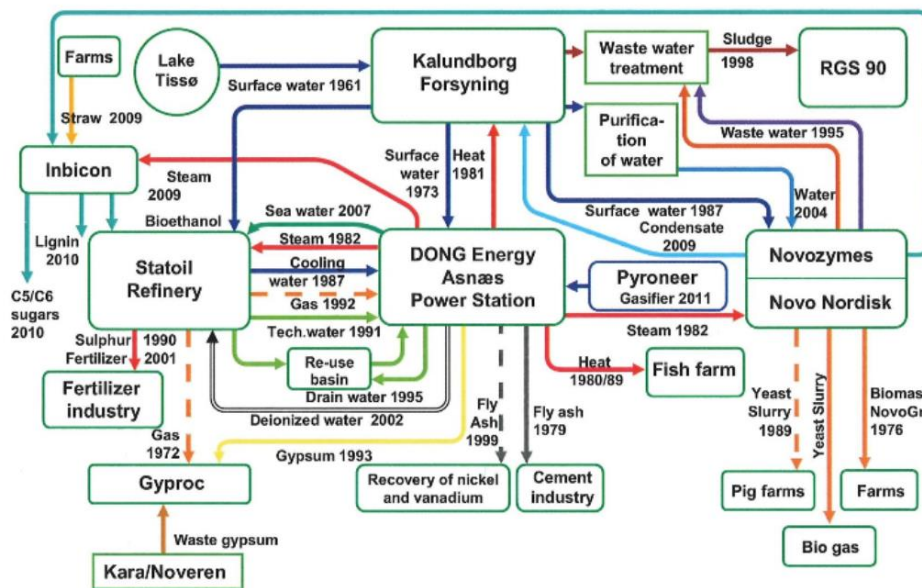 Farms
Lake
Tissø
Surface water 1961
Kalundborg
Forsyning
Waste water
treatment
Sludge
1998
RGS 90
Straw 2009
Inbicon
Steam
2009
Surface
water
1973
Heat
1981
Purifica-
tion
of water
Waste water 1995
Water
2004
Bioethanol
Sea water 2007
Surface water 1987
Condensate
2009
Lignin
2010
C5/C6
sugars
2010
Statoil
Refinery
Steam 1982
Cooling
water 1987
Gas 1992
Tech.water 1991
DONG Energy
Asnæs
Power Station
Pyroneer
Gasifier 2011
Novozymes
Novo Nordisk
Steam 1982
Sulphur 1990
Fertilizer 2001
Fertilizer
industry
Re-use
basin
Drain water 1995
Deionized water 2002
Heat
1980/89
Fish farm
Gas
1972
Gypsum 1993
Fly
Ash
1999
Fly ash
1979
Yeast
Slurry
1989
Yeast Slurry
Biomas
NovoGr
1976
Gyproc
Recovery of nickel
and vanadium
Cement
industry
Pig farms
Farms
Waste gypsum
Kara/Noveren
Bio gas